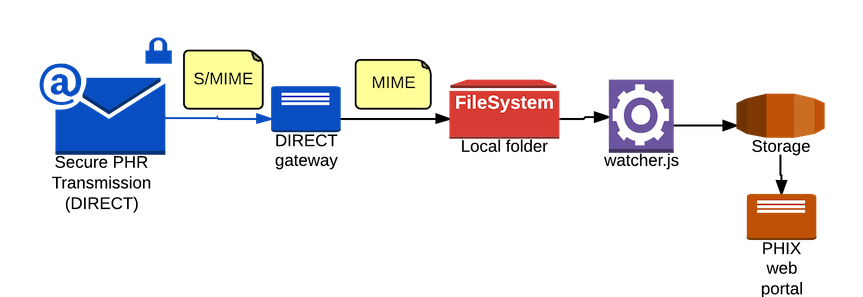 @
S/MIME
MIME
FileSystem
Secure PHR
Transmission
(DIRECT)
DIRECT
gateway
Local folder
watcher.js
Storage
PHIX
web
portal